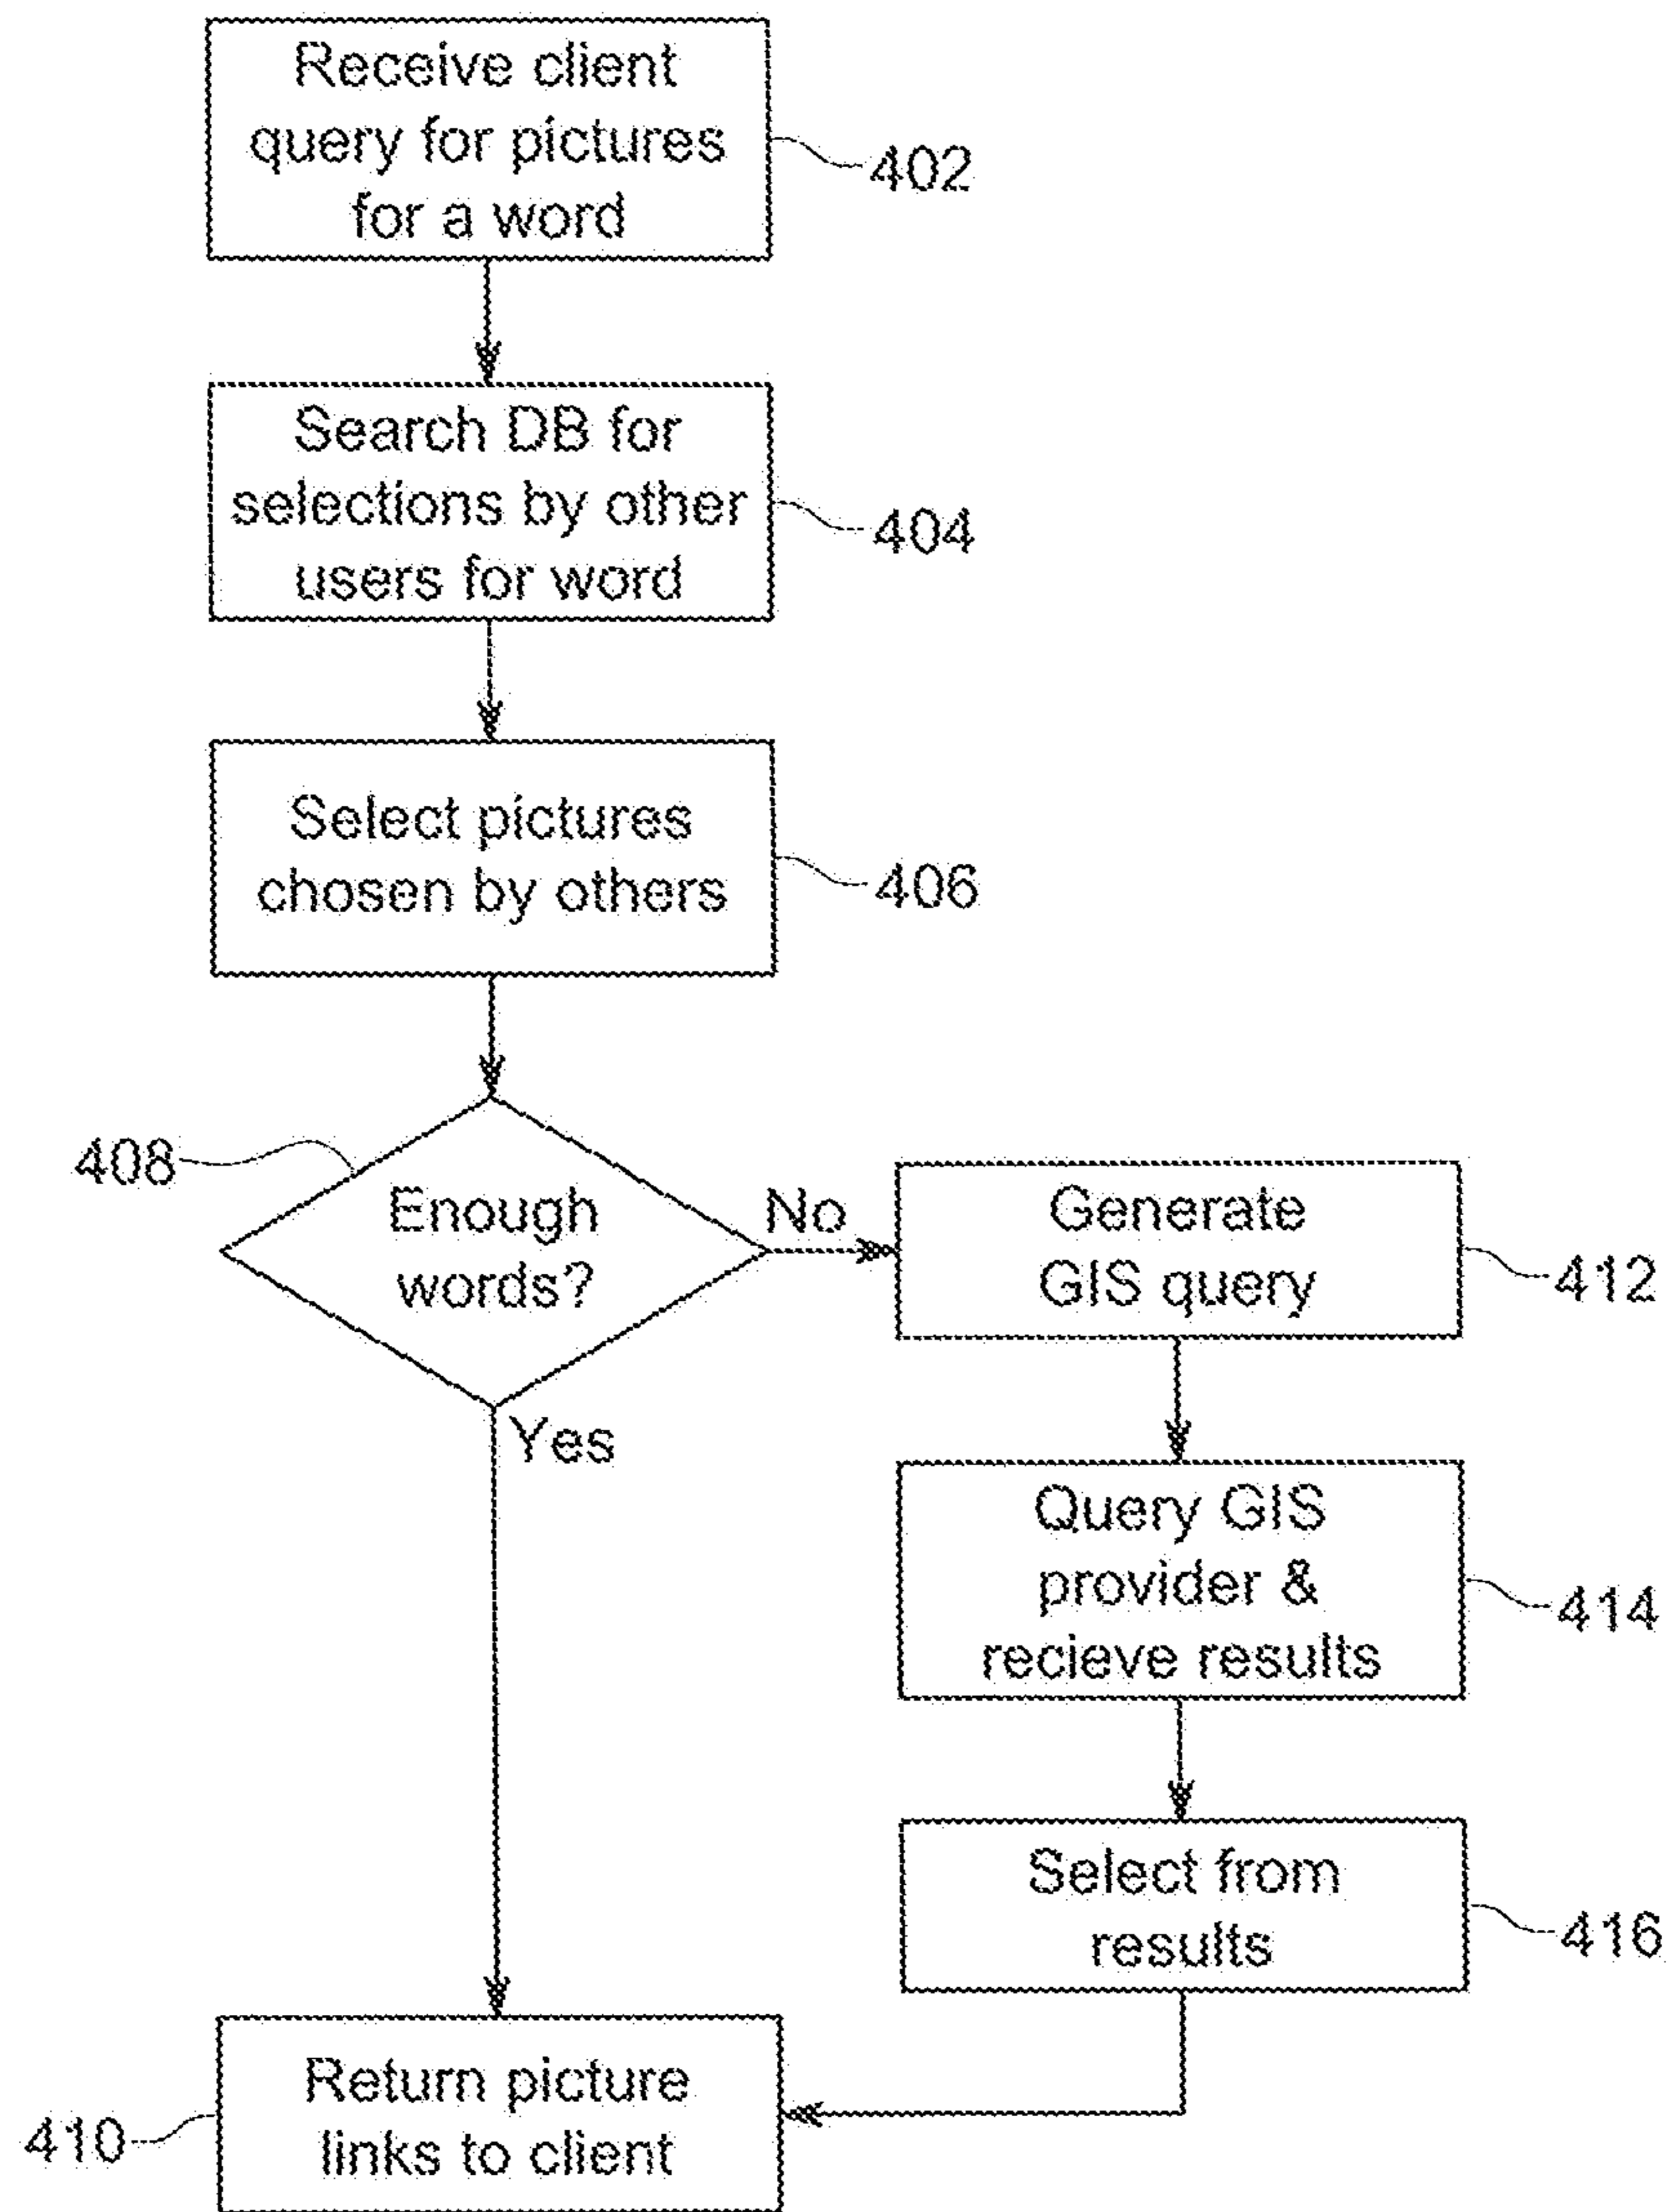 Receive client
query for pictures
for a word
402
Search DB for
selections by other
users for word
404
Select pictures
chosen by others
406
408
Enough
words?
No
Yes
Generate
GIS query
412
Query GIS
provider &
recieve results
414
Select from
results
416
Return picture
links to client
410